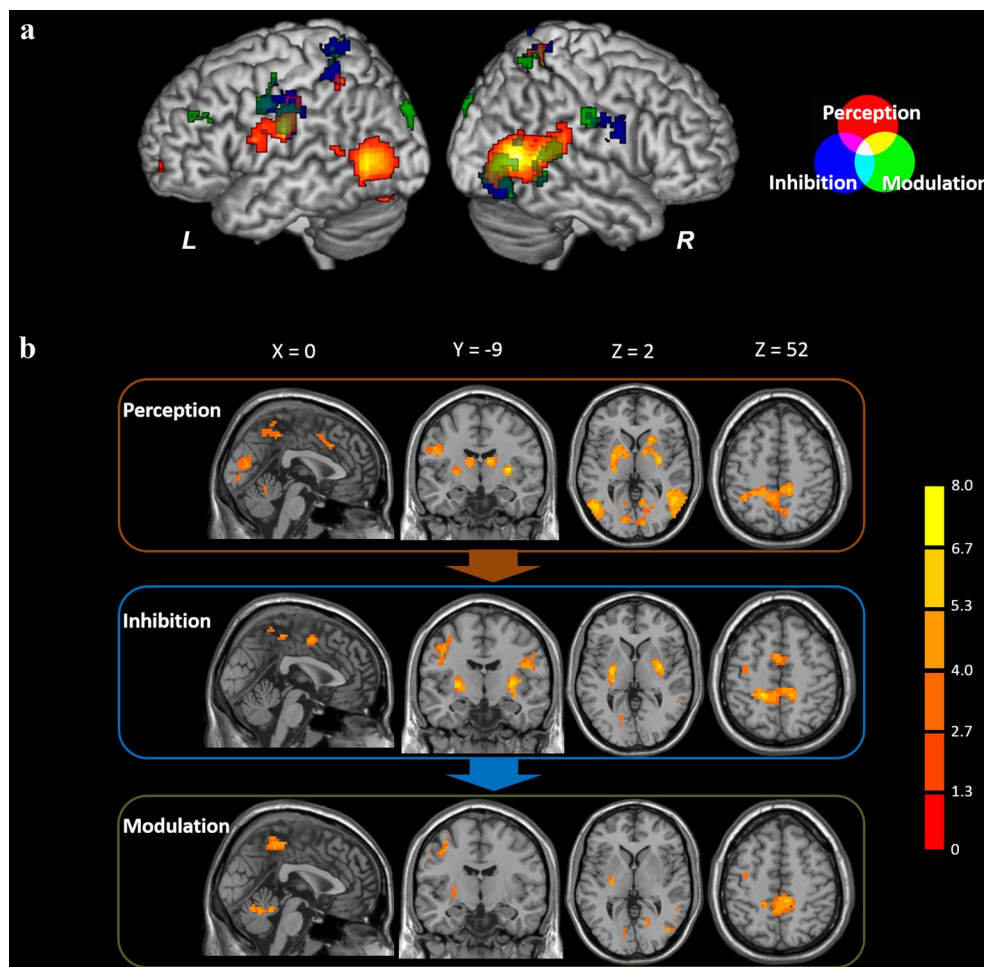 a
Perception
Inhibition
Modulation
L
R
b
X = 0
Y = -9
Z = 2
Z = 52
Perception
8.0
6.7
5.3
Inhibition
4.0
2.7
1.3
Modulation
0